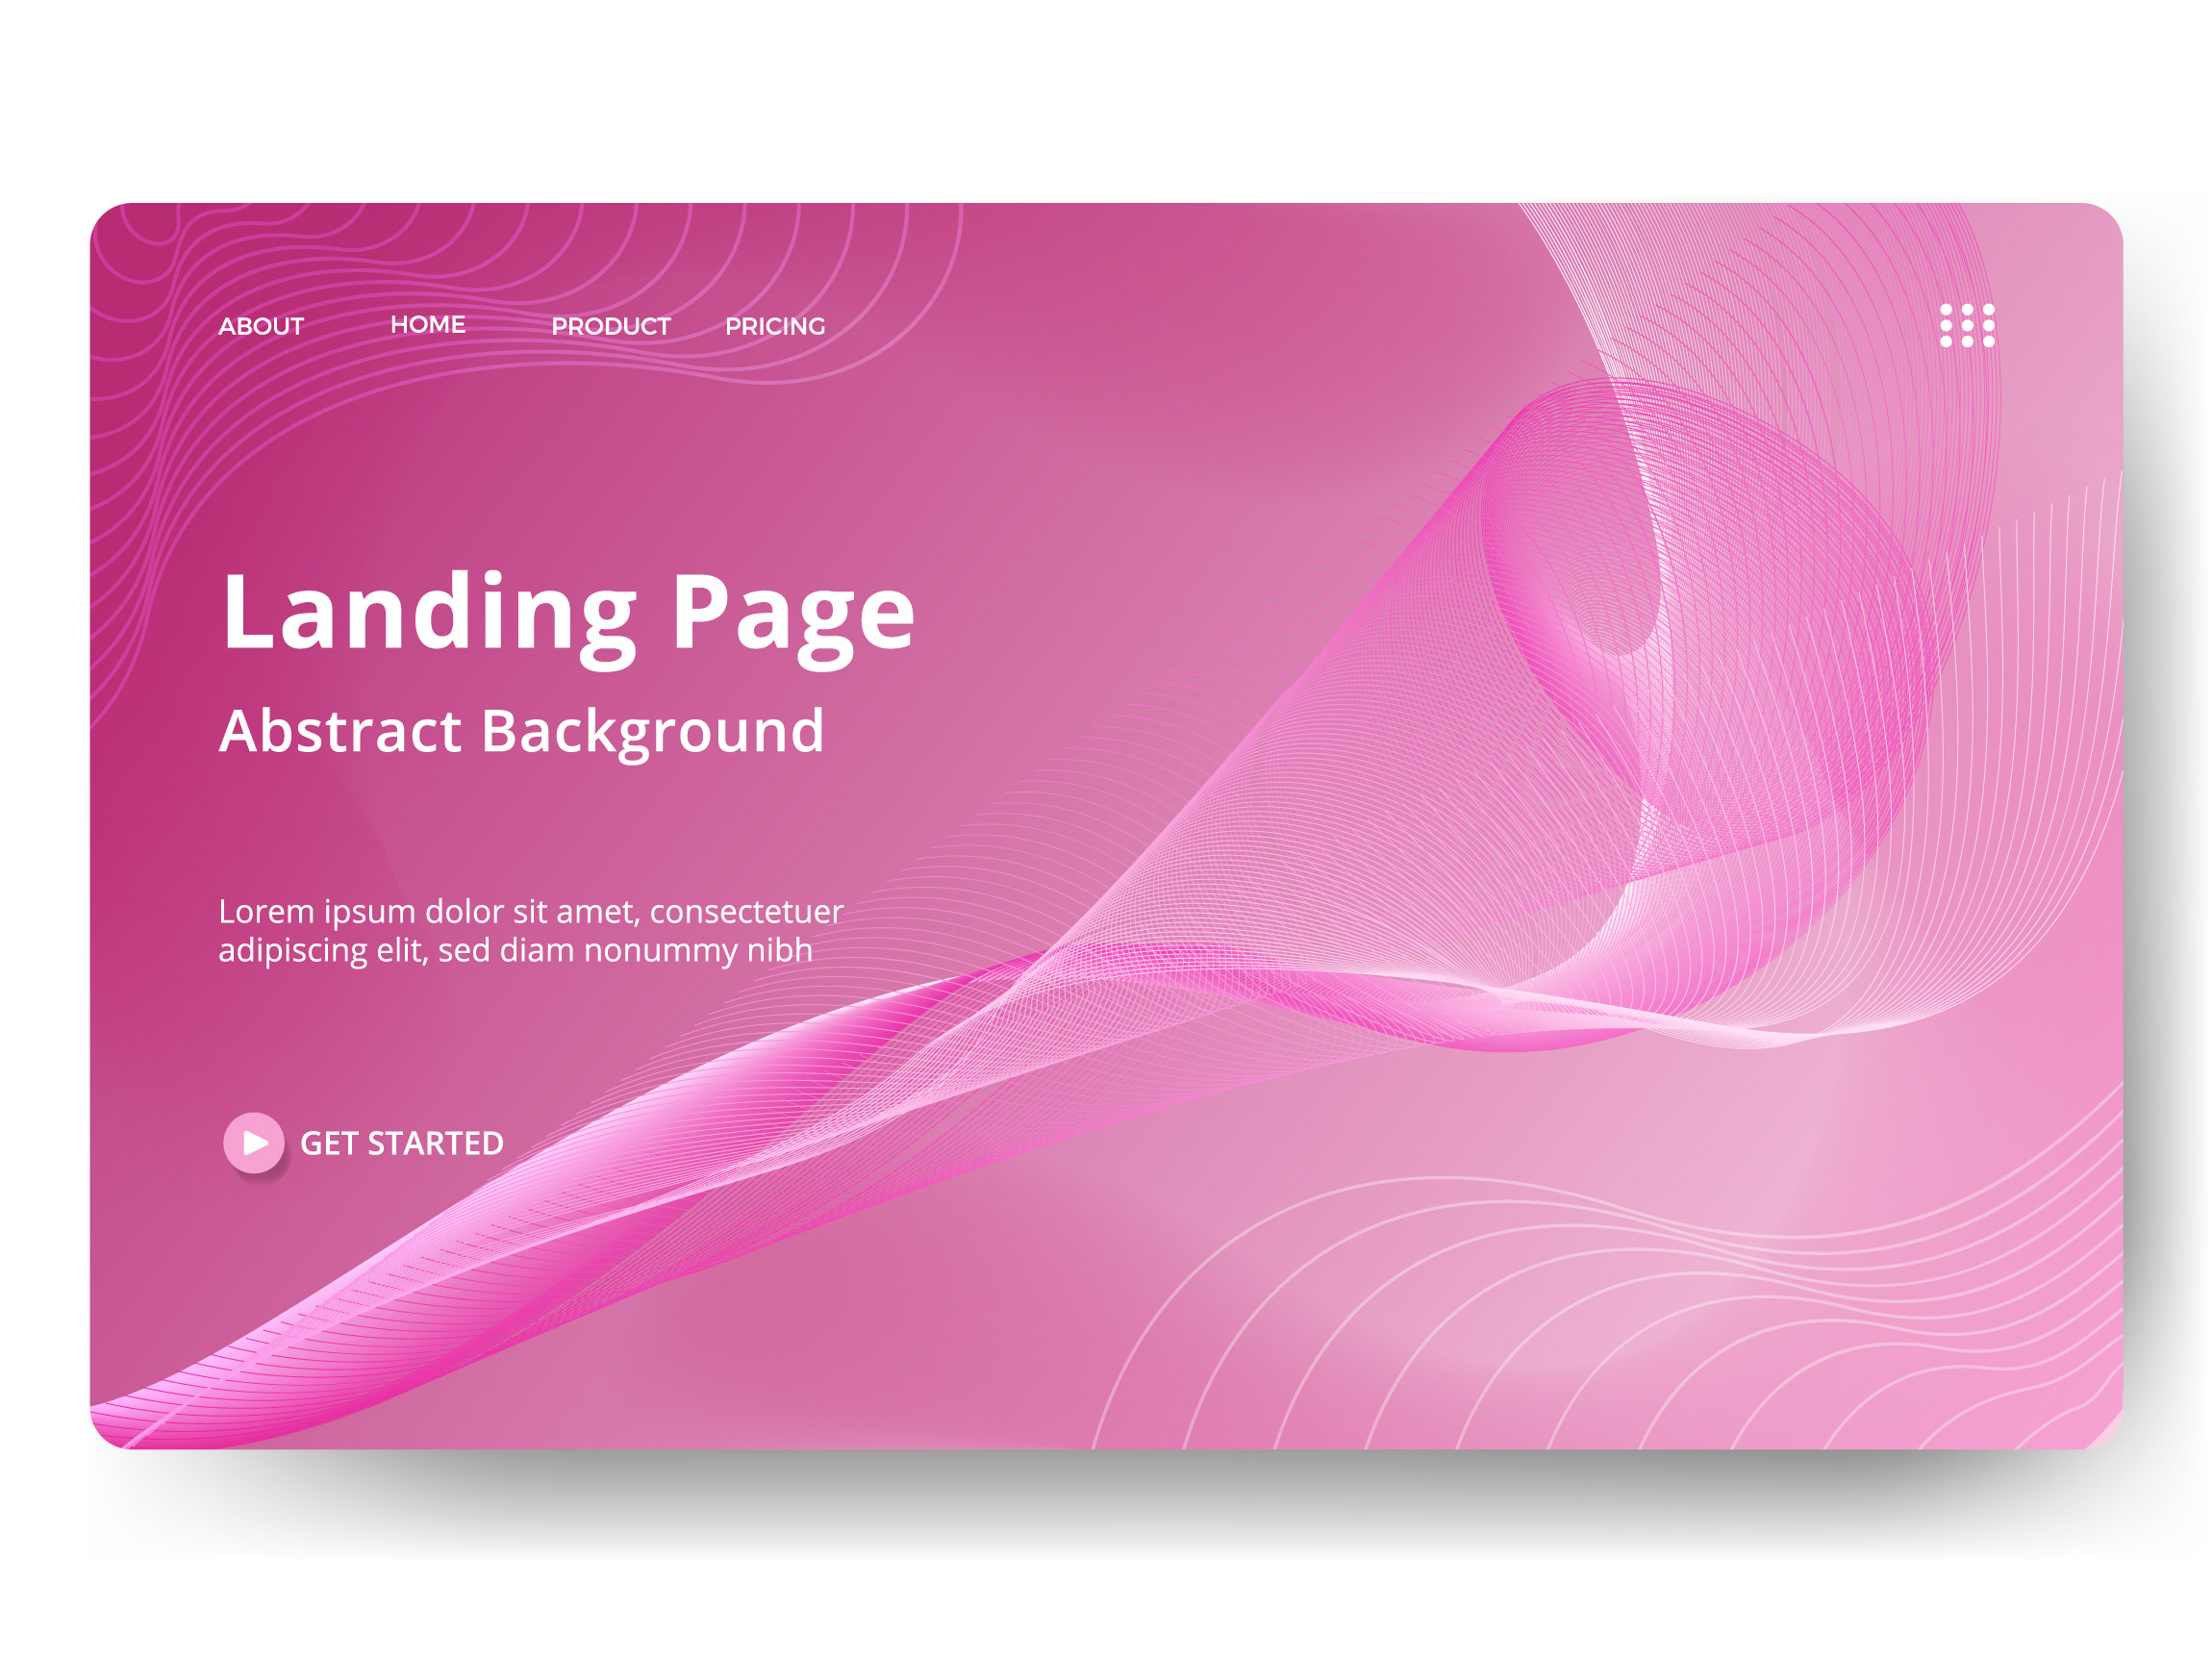 ABOUT HOME PRODUCT PRICING
Landing Page
Abstract Background
Lorem ipsum dolor sit amet, consectetuer
adipiscing elit, sed diam nonummy nibh
GET STARTED